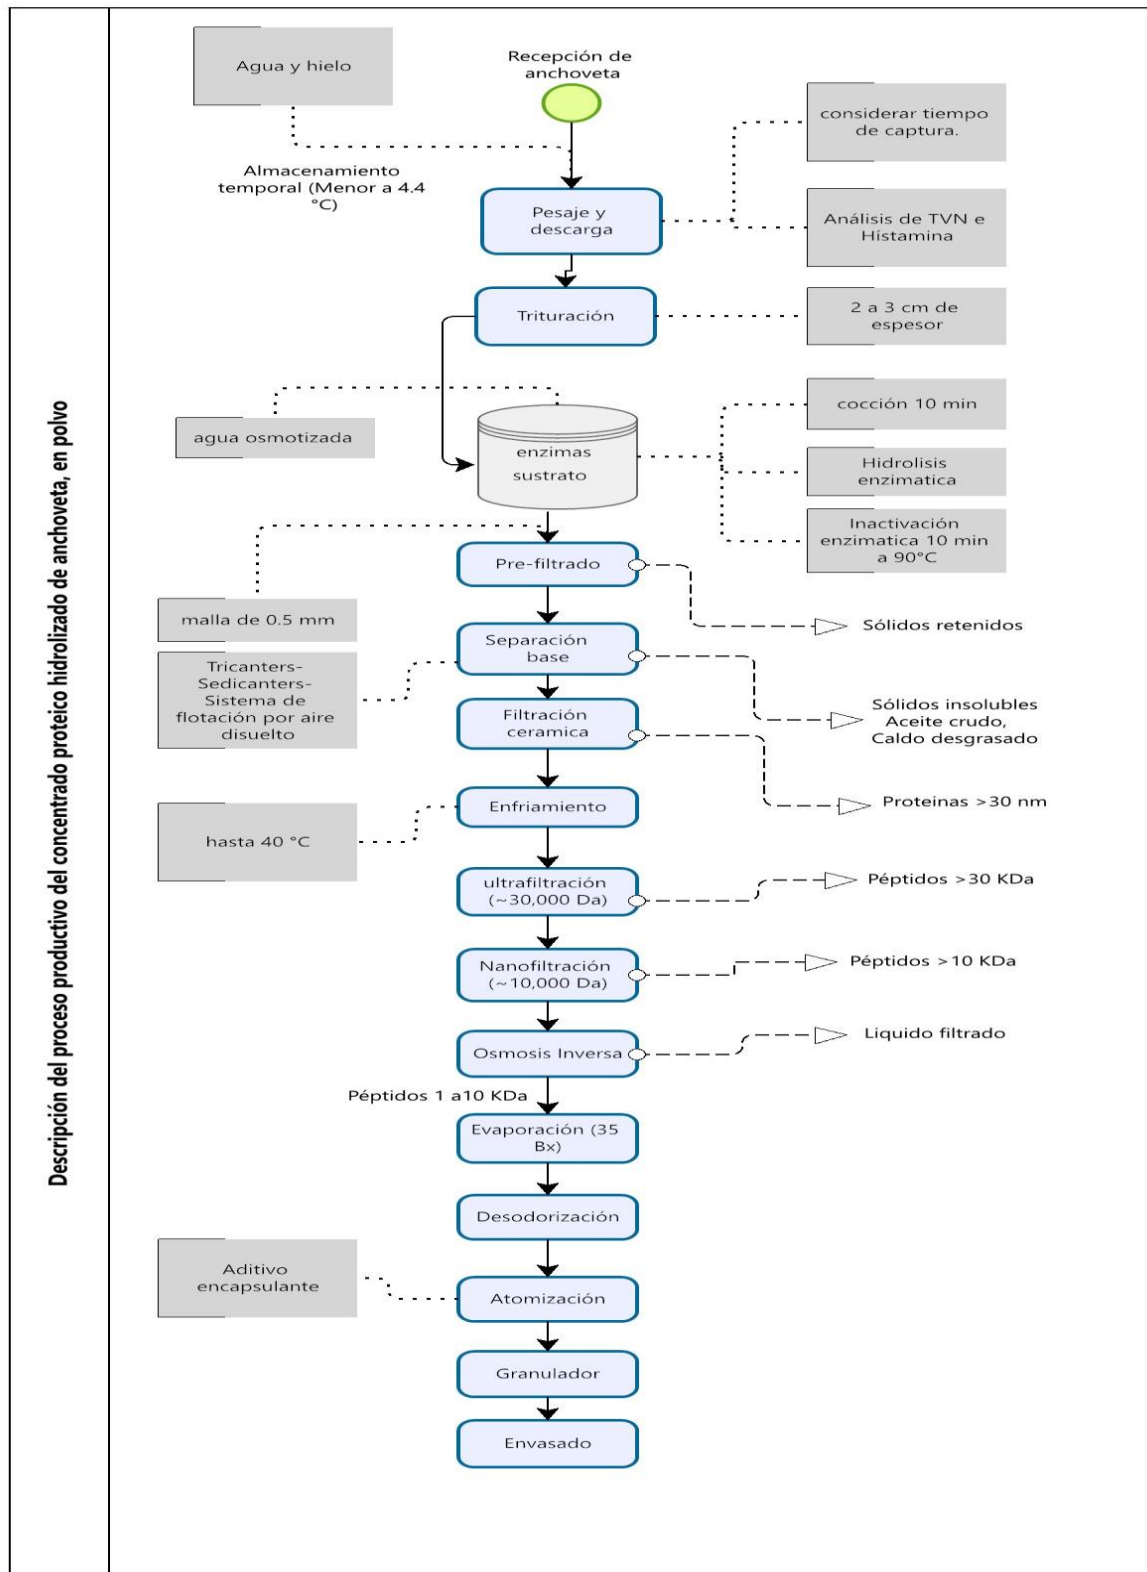 Descripción del proceso productivo del concentrado proteico hidrolizado de anchoveta, en polvo
Agua y hielo
Recepción de
anchoveta
considerar tiempo
de captura.
Almacenamiento
temporal (Menor a 4.4
°C)
Pesaje y
descarga
Análisis de TVN e
Hístamina
Trituración
2 a 3 cm de
espesor
agua osmotizada
enzimas
sustrato
cocción 10 min
Hidrolisis
enzimatica
Inactivación
enzimatica 10 min
a 90°C
Pre-filtrado
malla de 0.5 mm
Sólidos retenidos
Separación
base
Tricanters-
Sedicanters-
Sistema de
flotación por aire
disuelto
Sólidos insolubles
Aceite crudo,
Caldo desgrasado
Filtración
ceramica
Proteinas >30 nm
Enfriamiento
hasta 40 °C
ultrafiltración
(~30,000 Da)
Péptidos >30 KDa
Nanofiltración
(~10,000 Da)
Péptidos >10 KDa
Osmosis Inversa
Liquido filtrado
Péptidos 1 a10 KDa
Evaporación (35
Bx)
Desodorización
Aditivo
encapsulante
Atomización
Granulador
Envasado